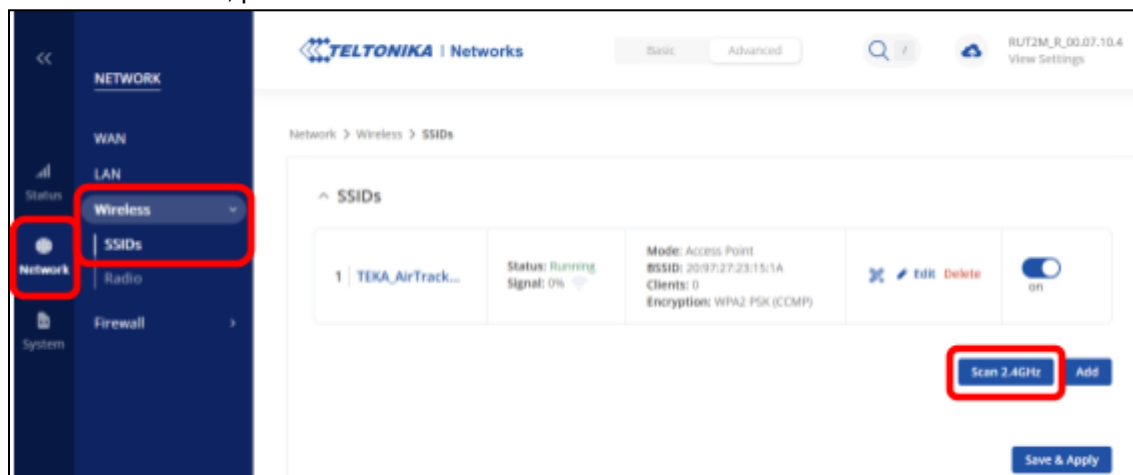 TELTONIKA | Networks
Basic
Advanced
/
RUT2M_R_00.07.10.4
View Settings
<<
NETWORK
WAN
LAN
Wireless
SSIDs
Radio
Firewall
Status
Network
System
Network > Wireless > SSIDs
SSIDs
1 TEKA_AirTrack...
Status: Running
Signal: 0%
Mode: Access Point
BSSID: 20:97:27:23:15:1A
Clients: 0
Encryption: WPA2 PSK (CCMP)
Edit Delete
on
Scan 2.4GHz
Add
Save & Apply